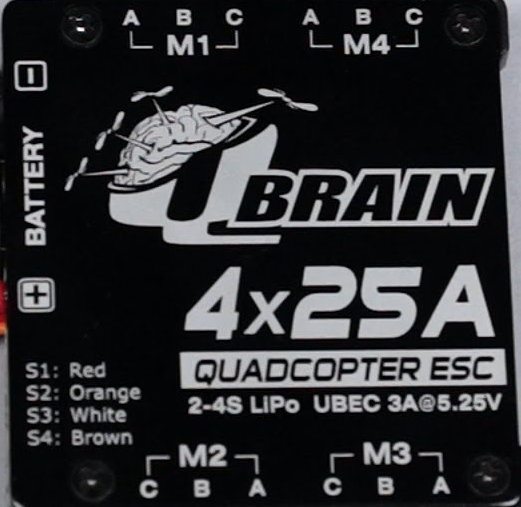 A B C A B C
M1 M4
BATTERY
QBRAIN
4x25A
QUADCOPTER ESC
2-4S LiPo UBEC 3A@5.25V
S1: Red
S2: Orange
S3: White
S4: Brown
M2 M3
C B A C B A